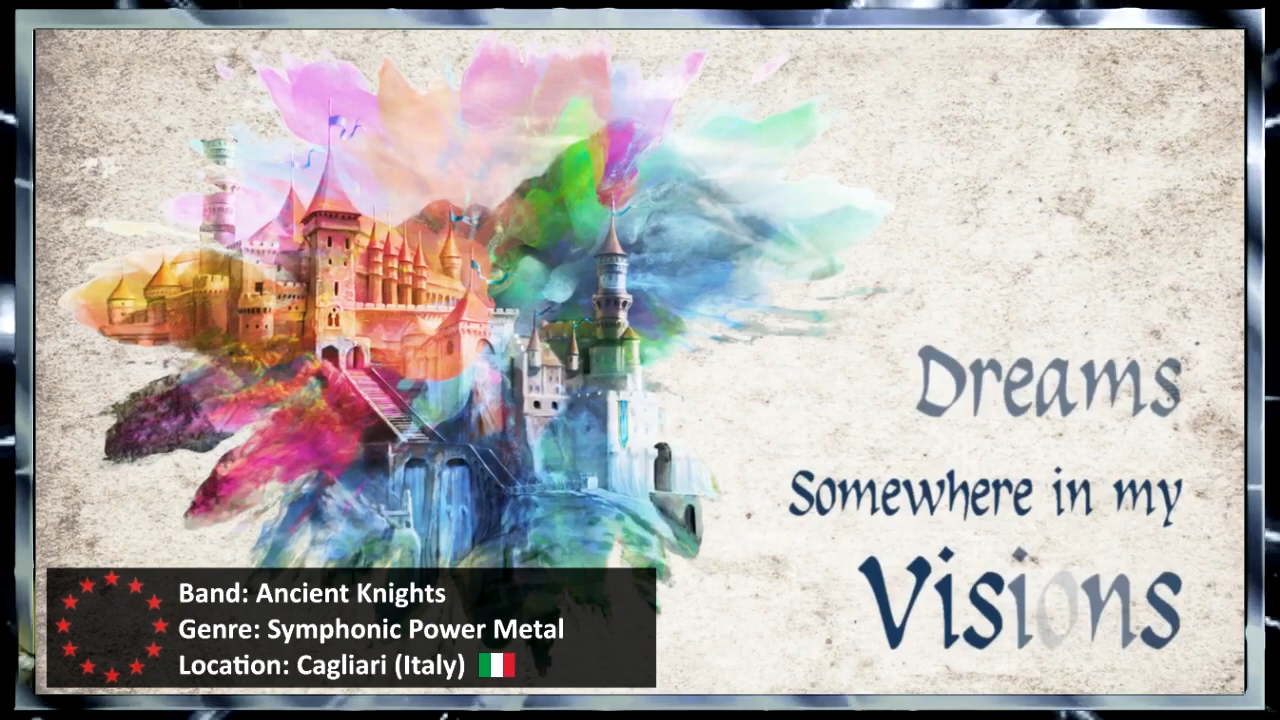 Dreams
Somewhere in my
Visions
Band: Ancient Knights
Genre: Symphonic Power Metal
Location: Cagliari (Italy)